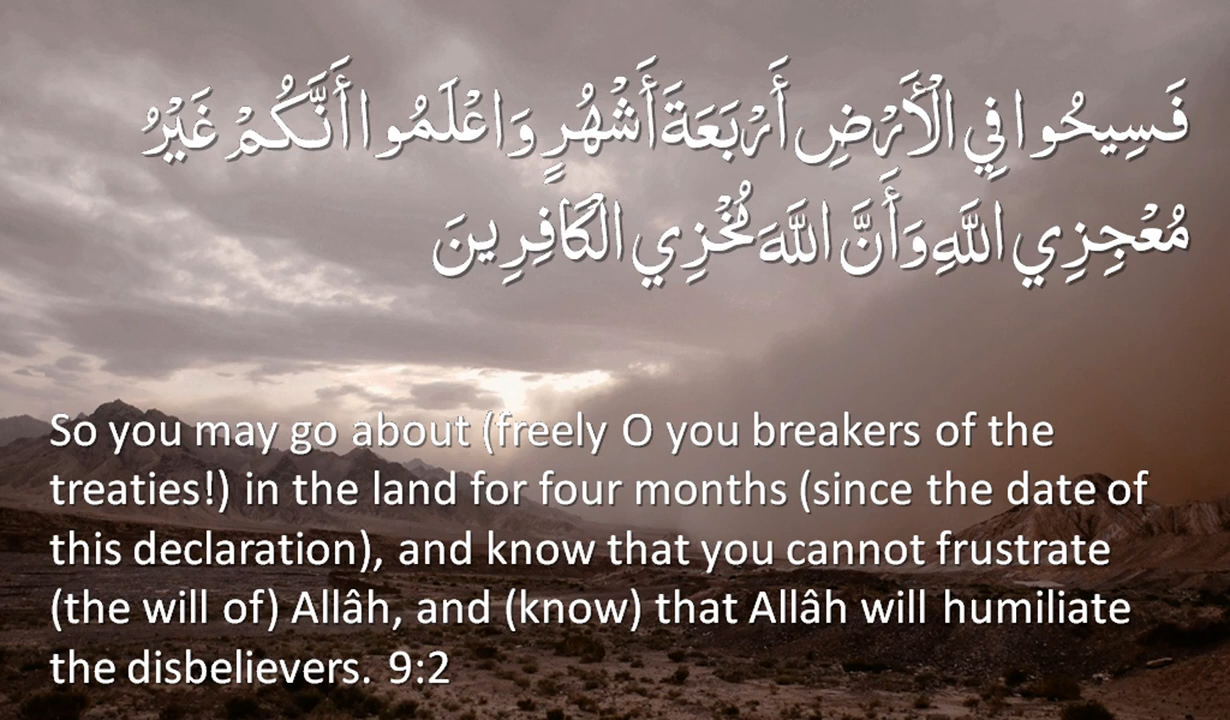 فَسِيحُوا فِي الْأَرْضِ أَرْبَعَةَ أَشْهُرٍ وَاعْلَمُوا أَنَّكُمْ غَيْرُ
مُعْجِزِي اللَّهِ وَأَنَّ اللَّهَ مُخْزِي الْكَافِرِينَ
So you may go about (freely O you breakers of the
treaties!) in the land for four months (since the date of
this declaration), and know that you cannot frustrate
(the will of) Allâh, and (know) that Allâh will humiliate
the disbelievers. 9:2